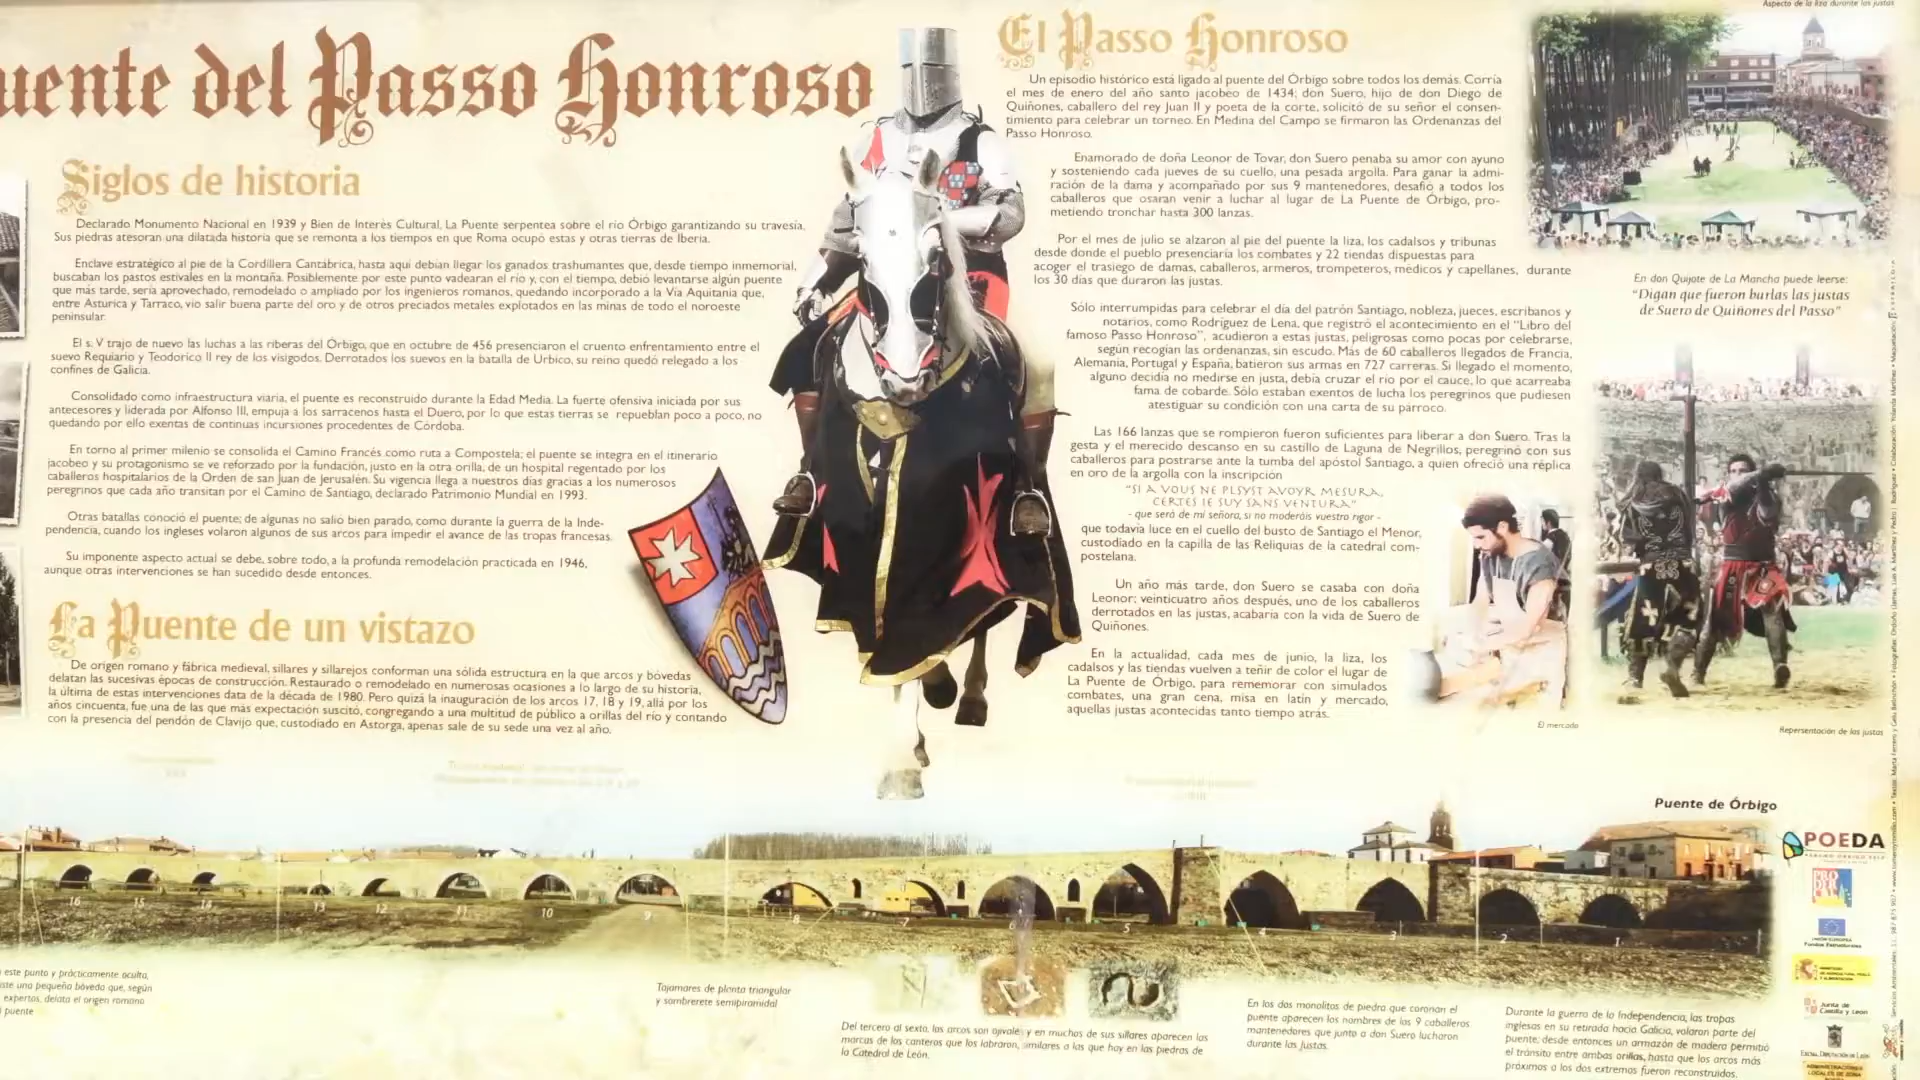 uente del Passo Honroso
Siglos de historia
Declarado Monumento Nacional en 1939 y Bien de Interés Cultural, La Puente serpentea sobre el río Órbigo garantizando su travesía.
Sus piedras atesoran una dilatada historia que se remonta a los tiempos en que Roma ocupó estas y otras tierras de Iberia.
Enclave estratégico al pie de la Cordillera Cantábrica, hasta aquí debían llegar los ganados trashumantes que, desde tiempo inmemorial,
buscaban los pastos estivales en la montaña. Posiblemente por este punto vadearan el río y, con el tiempo, debió levantarse algún puente
que más tarde, sería aprovechado, remodelado o ampliado por los ingenieros romanos, quedando incorporado a la Vía Aquitania que,
entre Asturica y Tarraco, vio salir buena parte del oro y de otros preciados metales explotados en las minas de todo el noroeste
peninsular.
El s. V trajo de nuevo las luchas a las riberas del Órbigo, que en octubre de 456 presenciaron el cruento enfrentamiento entre el
suevo Requiario y Teodorico II rey de los visigodos. Derrotados los suevos en la batalla de Urbico, su reino quedó relegado a los
confines de Galicia.
Consolidado como infraestructura viaria, el puente es reconstruido durante la Edad Media. La fuerte ofensiva iniciada por sus
antecesores y liderada por Alfonso III, empuja a los sarracenos hasta el Duero, por lo que estas tierras se repueblan poco a poco, no
quedando por ello exentas de continuas incursiones procedentes de Córdoba.
En torno al primer milenio se consolida el Camino Francés como ruta a Compostela; el puente se integra en el itinerario
jacobeo y su protagonismo se ve reforzado por la fundación, justo en la otra orilla, de un hospital regentado por los
caballeros hospitalarios de la Orden de san Juan de Jerusalén. Su vigencia llega a nuestros días gracias a los numerosos
peregrinos que cada año transitan por el Camino de Santiago, declarado Patrimonio Mundial en 1993.
Otras batallas conoció el puente; de algunas no salió bien parado, como durante la guerra de la Inde-
pendencia, cuando los ingleses volaron algunos de sus arcos para impedir el avance de las tropas francesas.
Su imponente aspecto actual se debe, sobre todo, a la profunda remodelación practicada en 1946,
aunque otras intervenciones se han sucedido desde entonces.
La Puente de un vistazo
De origen romano y fábrica medieval, sillares y sillarejos conforman una sólida estructura en la que arcos y bóvedas
delatan las sucesivas épocas de construcción. Restaurado o remodelado en numerosas ocasiones a lo largo de su historia,
la última de estas intervenciones data de la década de 1980. Pero quizá la inauguración de los arcos 17, 18 y 19, allá por los
años cincuenta, fue una de las que más expectación suscitó, congregando a una multitud de público a orillas del río y contando
con la presencia del pendón de Clavijo que, custodiado en Astorga, apenas sale de su sede una vez al año.
El Passo Honroso
Un episodio histórico está ligado al puente del Órbigo sobre todos los demás. Corría
el mes de enero del año santo jacobeo de 1434; don Suero, hijo de don Diego de
Quiñones, caballero del rey Juan II y poeta de la corte, solicitó de su señor el consen-
timiento para celebrar un torneo. En Medina del Campo se firmaron las Ordenanzas del
Passo Honroso.
Enamorado de doña Leonor de Tovar, don Suero penaba su amor con ayuno
y sosteniendo cada jueves de su cuello, una pesada argolla. Para ganar la admi-
ración de la dama y acompañado por sus 9 mantenedores, desafió a todos los
caballeros que osaran venir a luchar al lugar de La Puente de Órbigo, pro-
metiendo tronchar hasta 300 lanzas.
Por el mes de julio se alzaron al pie del puente la liza, los cadalsos y tribunas
desde donde el pueblo presenciaría los combates y 22 tiendas dispuestas para
acoger el trasiego de damas, caballeros, armeros, trompeteros, médicos y capellanes, durante
los 30 días que duraron las justas.
Sólo interrumpidas para celebrar el día del patrón Santiago, nobleza, jueces, escribanos y
notarios, como Rodríguez de Lena, que registró el acontecimiento en el "Libro del
famoso Passo Honroso", acudieron a estas justas, peligrosas como pocas por celebrarse,
según recogían las ordenanzas, sin escudo. Más de 60 caballeros llegados de Francia,
Alemania, Portugal y España, batieron sus armas en 727 carreras. Si llegado el momento,
alguno decidía no medirse en justa, debía cruzar el río por el cauce, lo que acarreaba
fama de cobarde. Sólo estaban exentos de lucha los peregrinos que pudiesen
atestiguar su condición con una carta de su párroco.
Las 166 lanzas que se rompieron fueron suficientes para liberar a don Suero. Tras la
gesta y el merecido descanso en su castillo de Laguna de Negrillos, peregrinó con sus
caballeros para postrarse ante la tumba del apóstol Santiago, a quien ofreció una réplica
en oro de la argolla con la inscripción
"SI A VOUS NE PLSYST AVOYR MESURA,
CERTES IE SUY SANS VENTURA"
- que será de mí señora, si no moderáis vuestro rigor -
que todavía luce en el cuello del busto de Santiago el Menor,
custodiado en la capilla de las Reliquias de la catedral com-
postelana.
Un año más tarde, don Suero se casaba con doña
Leonor; veinticuatro años después, uno de los caballeros
derrotados en las justas, acabaría con la vida de Suero de
Quiñones.
En la actualidad, cada mes de junio, la liza, los
cadalsos y las tiendas vuelven a teñir de color el lugar de
La Puente de Órbigo, para rememorar con simulados
combates, una gran cena, misa en latín y mercado,
aquellas justas acontecidas tanto tiempo atrás.
Aspecto de la liza durante las justas
En don Quijote de La Mancha puede leerse:
"Digan que fueron burlas las justas
de Suero de Quiñones del Passo"
El mercado
Representación de las justas
Puente de Órbigo
16 15 14 13 12 11 10 9 8 7 6 5 4 3 2 1
este punto y prácticamente oculta,
ste una pequeña bóveda que, según
expertos, delata el origen romano
puente
Tajamares de planta triangular
y sombrerete semipiramidal
Del tercero al sexto, los arcos son ojivales y en muchos de sus sillares aparecen las
marcas de los canteros que los labraron, similares a las que hay en las piedras de
la Catedral de León.
En los dos monolitos de piedra que coronan el
puente aparecen los nombres de los 9 caballeros
mantenedores que junto a don Suero lucharon
durante las Justas.
Durante la guerra de la Independencia, las tropas
inglesas en su retirada hacia Galicia, volaron parte del
puente, desde entonces un armazón de madera permitió
el tránsito entre ambas orillas, hasta que los arcos más
próximos a los dos extremos fueron reconstruidos.
POEDA
PRODERCAL
UNIÓN EUROPEA
Fondos Estructurales
MINISTERIO
DE AGRICULTURA, PESCA
Y ALIMENTACIÓN
Junta de
Castilla y León
EXCMA. DIPUTACIÓN DE LEÓN
ADMINISTRACIONES
LOCALES DE ZONA